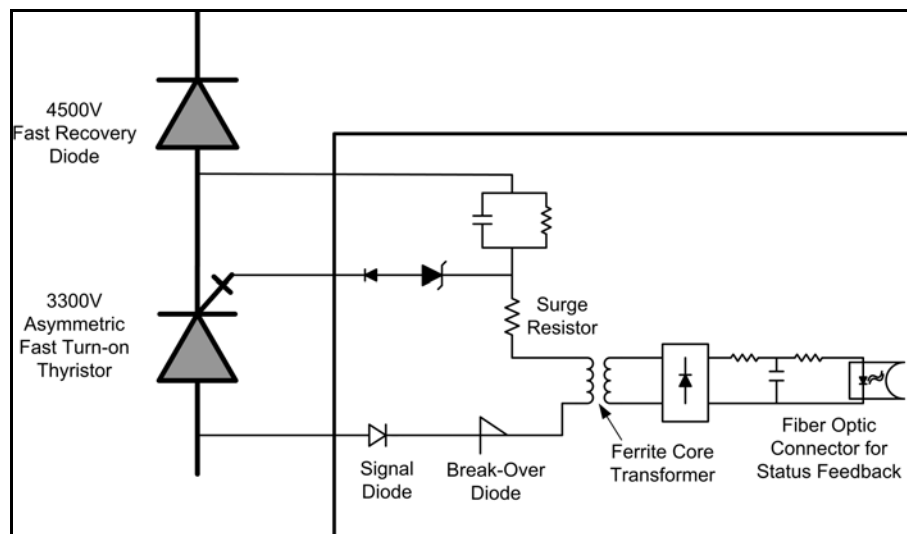 4500V
Fast Recovery
Diode
3300V
Asymmetric
Fast Turn-on
Thyristor
Surge
Resistor
Signal
Diode
Break-Over
Diode
Ferrite Core
Transformer
Fiber Optic
Connector for
Status Feedback